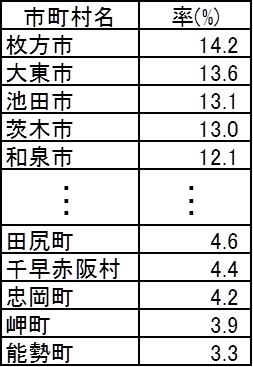 市町村名 率(%)
枚方市 14.2
大東市 13.6
池田市 13.1
茨木市 13.0
和泉市 12.1
⋮ ⋮
田尻町 4.6
千早赤阪村 4.4
忠岡町 4.2
岬町 3.9
能勢町 3.3